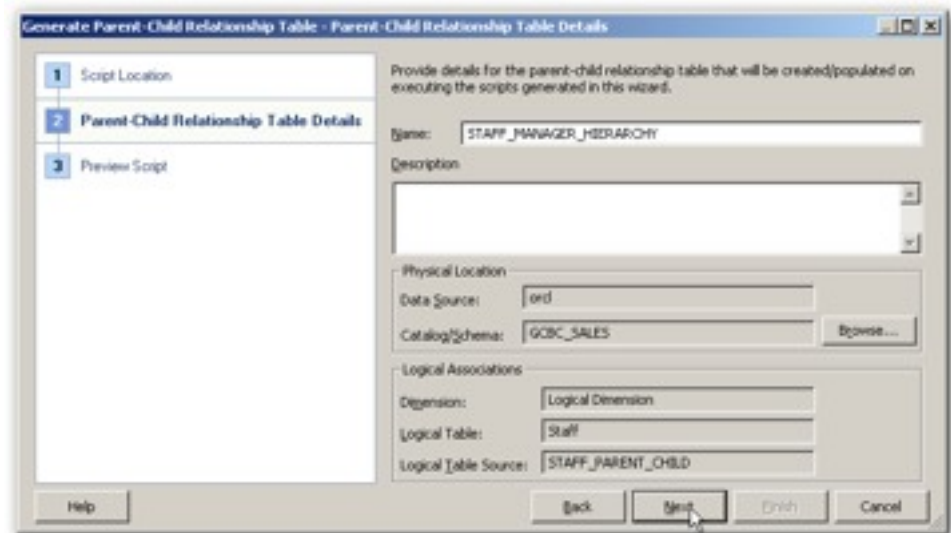 Generate Parent-Child Relationship Table - Parent-Child Relationship Table Details
1 Script Location
2 Parent-Child Relationship Table Details
3 Preview Script
Provide details for the parent-child relationship table that will be created/populated on
executing the scripts generated in this wizard.
Name: STAFF_MANAGER_HIERARCHY
Description
Physical Location
Data Source: orcl
Catalog/Schema: GCBC_SALES Browse...
Logical Associations
Dimension: Logical Dimension
Logical Table: Staff
Logical Table Source: STAFF_PARENT_CHILD
Help Back Next Finish Cancel